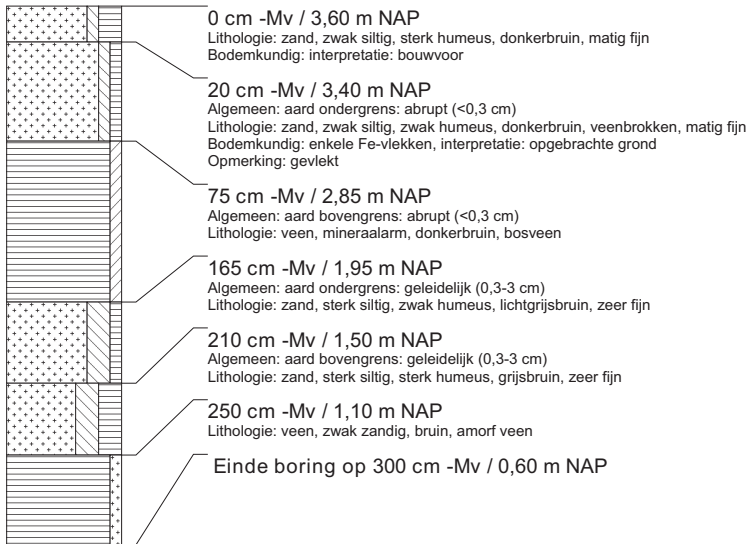 0 cm -Mv / 3,60 m NAP
Lithologie: zand, zwak siltig, sterk humeus, donkerbruin, matig fijn
Bodemkundig: interpretatie: bouwvoor
20 cm -Mv / 3,40 m NAP
Algemeen: aard ondergrens: abrupt (<0,3 cm)
Lithologie: zand, zwak siltig, zwak humeus, donkerbruin, veenbrokken, matig fijn
Bodemkundig: enkele Fe-vlekken, interpretatie: opgebrachte grond
Opmerking: gevlekt
75 cm -Mv / 2,85 m NAP
Algemeen: aard bovengrens: abrupt (<0,3 cm)
Lithologie: veen, mineraalarm, donkerbruin, bosveen
165 cm -Mv / 1,95 m NAP
Algemeen: aard ondergrens: geleidelijk (0,3-3 cm)
Lithologie: zand, sterk siltig, zwak humeus, lichtgrijsbruin, zeer fijn
210 cm -Mv / 1,50 m NAP
Algemeen: aard bovengrens: geleidelijk (0,3-3 cm)
Lithologie: zand, sterk siltig, sterk humeus, grijsbruin, zeer fijn
250 cm -Mv / 1,10 m NAP
Lithologie: veen, zwak zandig, bruin, amorf veen
Einde boring op 300 cm -Mv / 0,60 m NAP